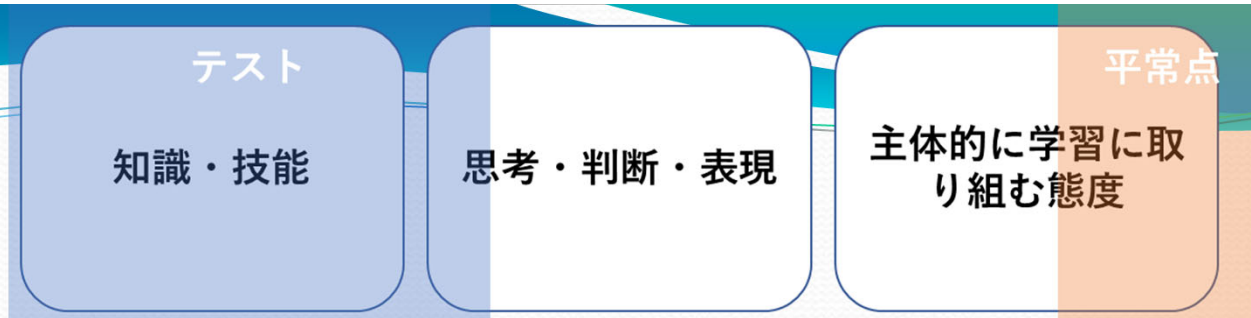 テスト
平常点
知識・技能
思考・判断・表現
主体的に学習に取
り組む態度